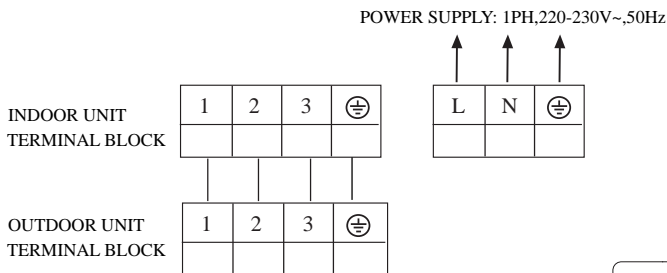 POWER SUPPLY: 1PH,220-230V~,50Hz
INDOOR UNIT
TERMINAL BLOCK
1 2 3
L N
OUTDOOR UNIT
TERMINAL BLOCK
1 2 3